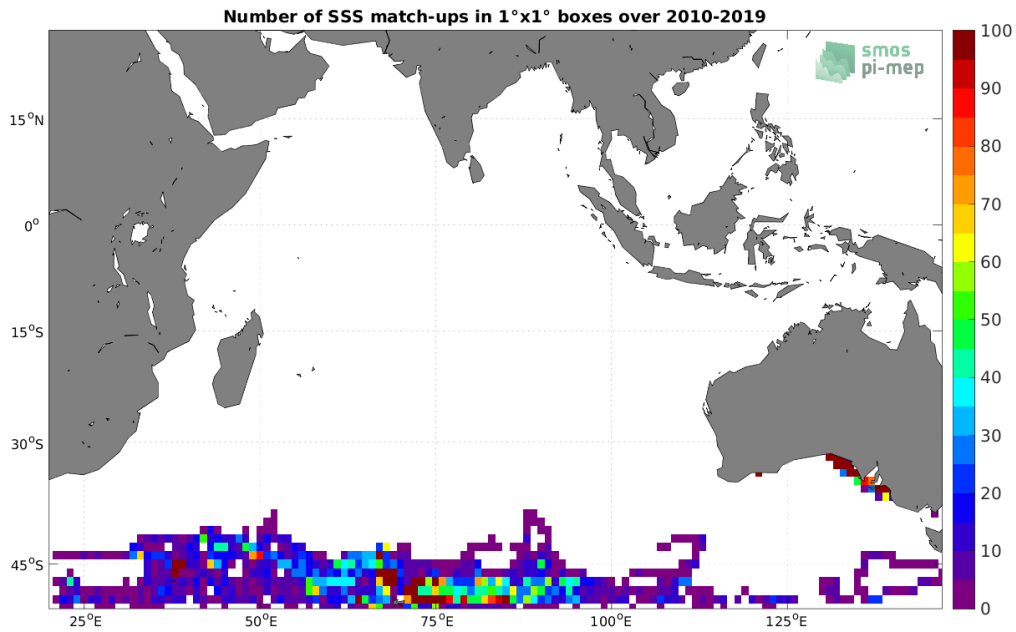 Number of SSS match-ups in 1°x1° boxes over 2010-2019
smos
pi-mep
100
90
80
70
60
50
40
30
20
10
0
15°N
0°
15°S
30°S
45°S
25°E
50°E
75°E
100°E
125°E